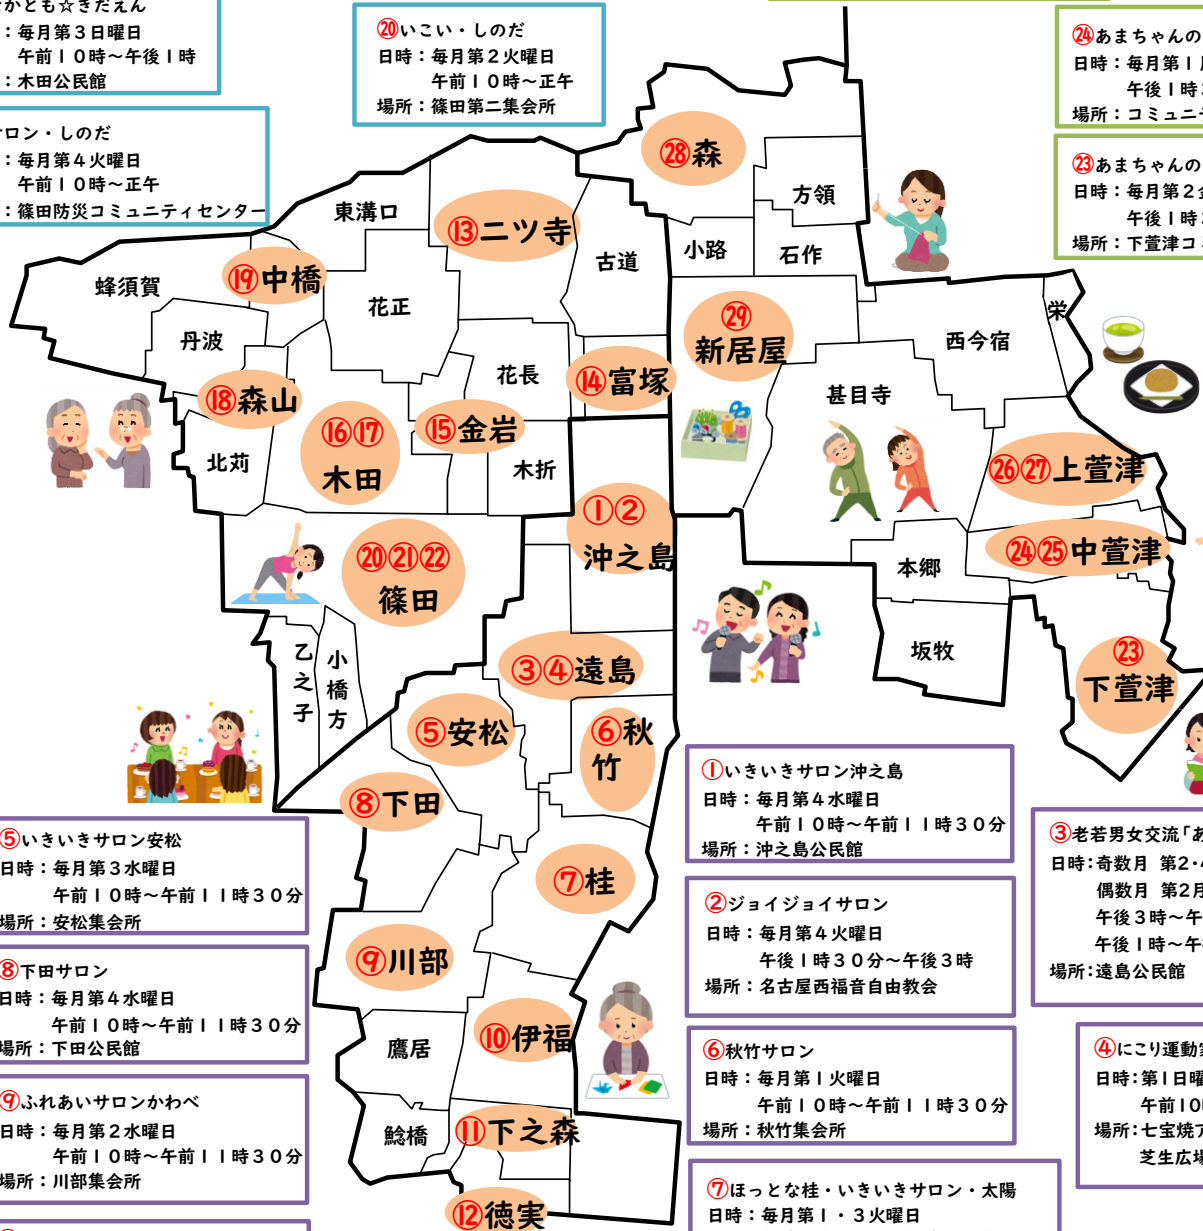 かとも☆きだえん
：毎月第３日曜日
午前１０時～午後１時
：木田公民館
サロン・しのだ
：毎月第４火曜日
午前１０時～正午
：篠田防災コミュニティセンター
⑳いこい・しのだ
日時：毎月第２火曜日
午前１０時～正午
場所：篠田第二集会所
㉔あまちゃんの
日時：毎月第１
午後１時
場所：コミュニ
㉓あまちゃんの
日時：毎月第２
午後１時
場所：下萱津コ
㉘森
方領
東溝口
⑬二ツ寺
古道
小路
石作
蜂須賀
⑲中橋
花正
丹波
㉙
新居屋
西今宿
栄
花長
⑭富塚
甚目寺
⑱森山
⑯⑰
木田
⑮金岩
北苅
木折
㉖㉗上萱津
①②
沖之島
㉔㉕中萱津
本郷
⑳㉑㉒
篠田
坂牧
㉓
下萱津
乙之子
小橋方
③④遠島
⑤安松
⑥秋
竹
⑧下田
⑦桂
⑨川部
鷹居
⑩伊福
鯰橋
⑪下之森
⑫徳実
①いきいきサロン沖之島
日時：毎月第４水曜日
午前１０時～午前１１時３０分
場所：沖之島公民館
②ジョイジョイサロン
日時：毎月第４火曜日
午後１時３０分～午後３時
場所：名古屋西福音自由教会
⑥秋竹サロン
日時：毎月第１火曜日
午前１０時～午前１１時３０分
場所：秋竹集会所
⑦ほっとな桂・いきいきサロン・太陽
日時：毎月第１・３火曜日
③老若男女交流「あ
日時：奇数月 第2・
偶数月 第2月
午後３時～午
午後１時～午
場所：遠島公民館
④にこり運動
日時：第１日曜
午前１０
場所：七宝焼ア
芝生広場
⑤いきいきサロン安松
日時：毎月第３水曜日
午前１０時～午前１１時３０分
場所：安松集会所
⑧下田サロン
日時：毎月第４水曜日
午前１０時～午前１１時３０分
場所：下田公民館
⑨ふれあいサロンかわべ
日時：毎月第２水曜日
午前１０時～午前１１時３０分
場所：川部集会所